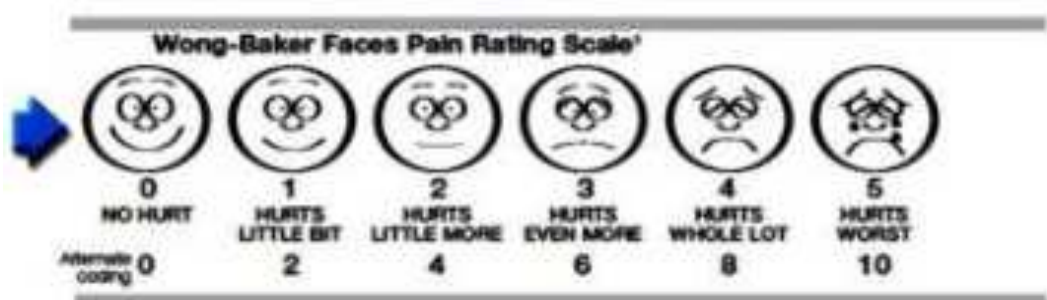 Wong-Baker Faces Pain Rating Scale¹
0 1 2 3 4 5
NO HURT HURTS HURTS HURTS HURTS HURTS
LITTLE BIT LITTLE MORE EVEN MORE WHOLE LOT WORST
Alternate
coding 0 2 4 6 8 10